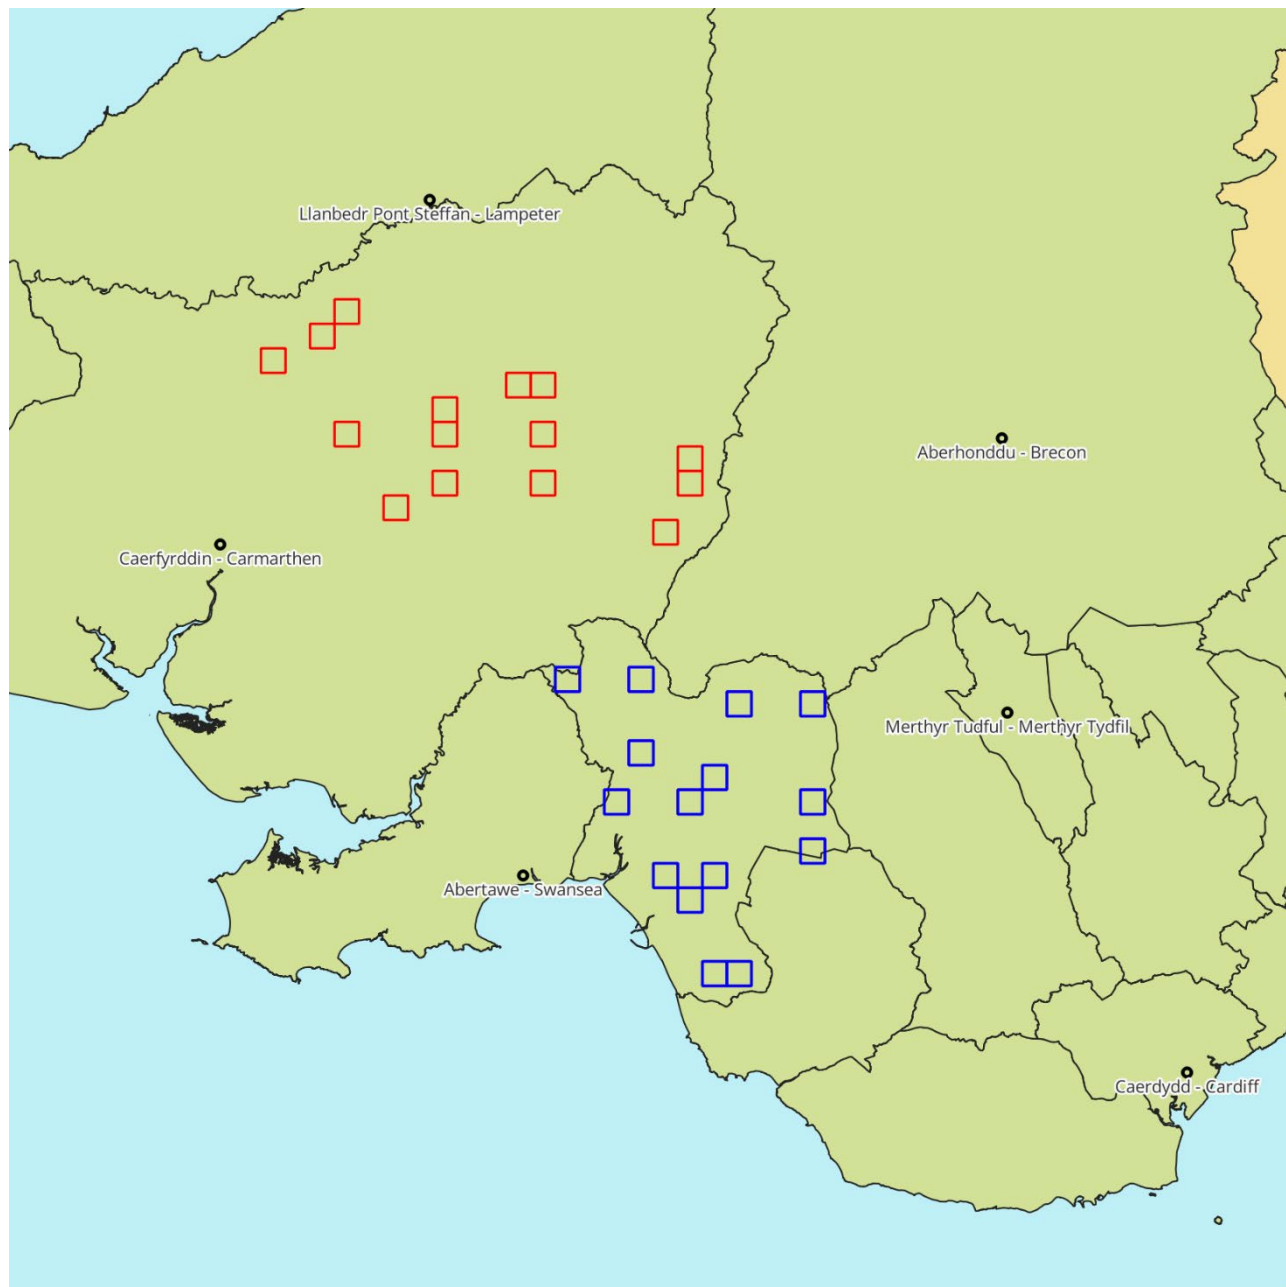 Llanbedr Pont Steffan - Lampeter
Aberhonddu - Brecon
Caerfyrddin - Carmarthen
Merthyr Tudful - Merthyr Tydfil
Abertawe - Swansea
Caerdydd - Cardiff